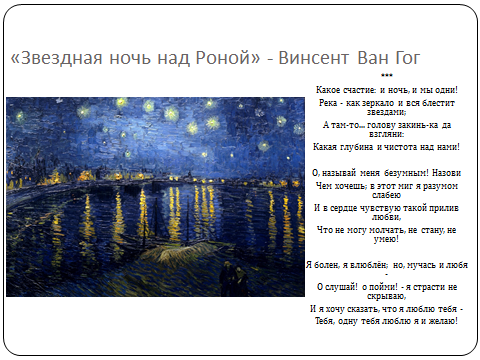 «Звездная ночь над Роной» - Винсент Ван Гог
***
Какое счастие: и ночь, и мы одни!
Река - как зеркало и вся блестит
звездами;
А там-то... голову закинь-ка да
взгляни:
Какая глубина и чистота над нами!
О, называй меня безумным! Назови
Чем хочешь; в этот миг я разумом
слабею
И в сердце чувствую такой прилив
любви,
Что не могу молчать, не стану, не
умею!
Я болен, я влюблён; но, мучась и любя
-
О слушай! о пойми! - я страсти не
скрываю,
И я хочу сказать, что я люблю тебя -
Тебя, одну тебя люблю я и желаю!